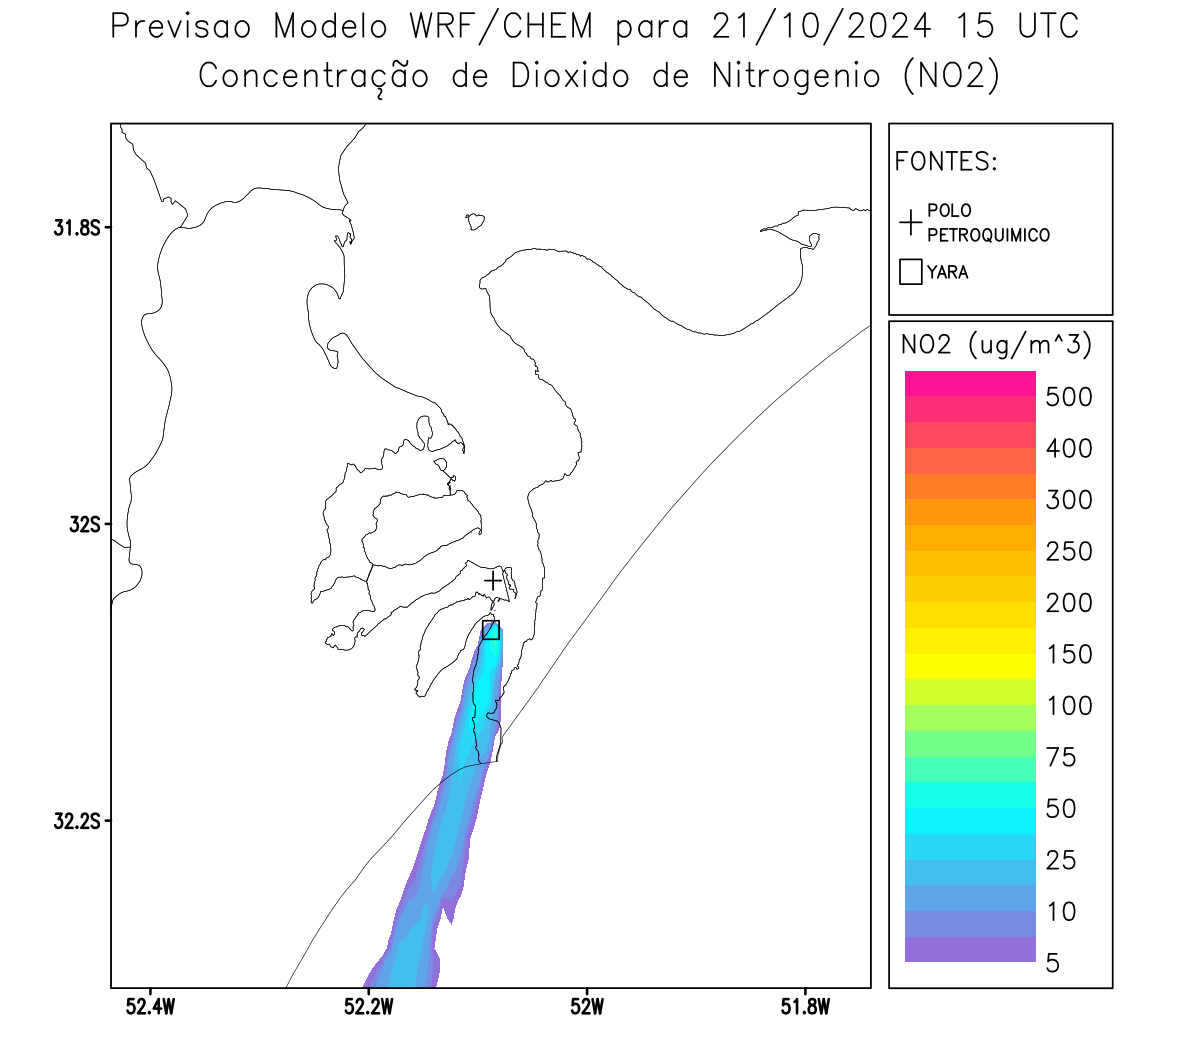 Previsao Modelo WRF/CHEM para 21/10/2024 15 UTC
Concentração de Dioxido de Nitrogenio (NO2)
FONTES:
POLO
PETROQUIMICO
YARA
NO2 (ug/m^3)
500
400
300
250
200
150
100
75
50
25
10
5
31.8S
32S
32.2S
52.4W
52.2W
52W
51.8W